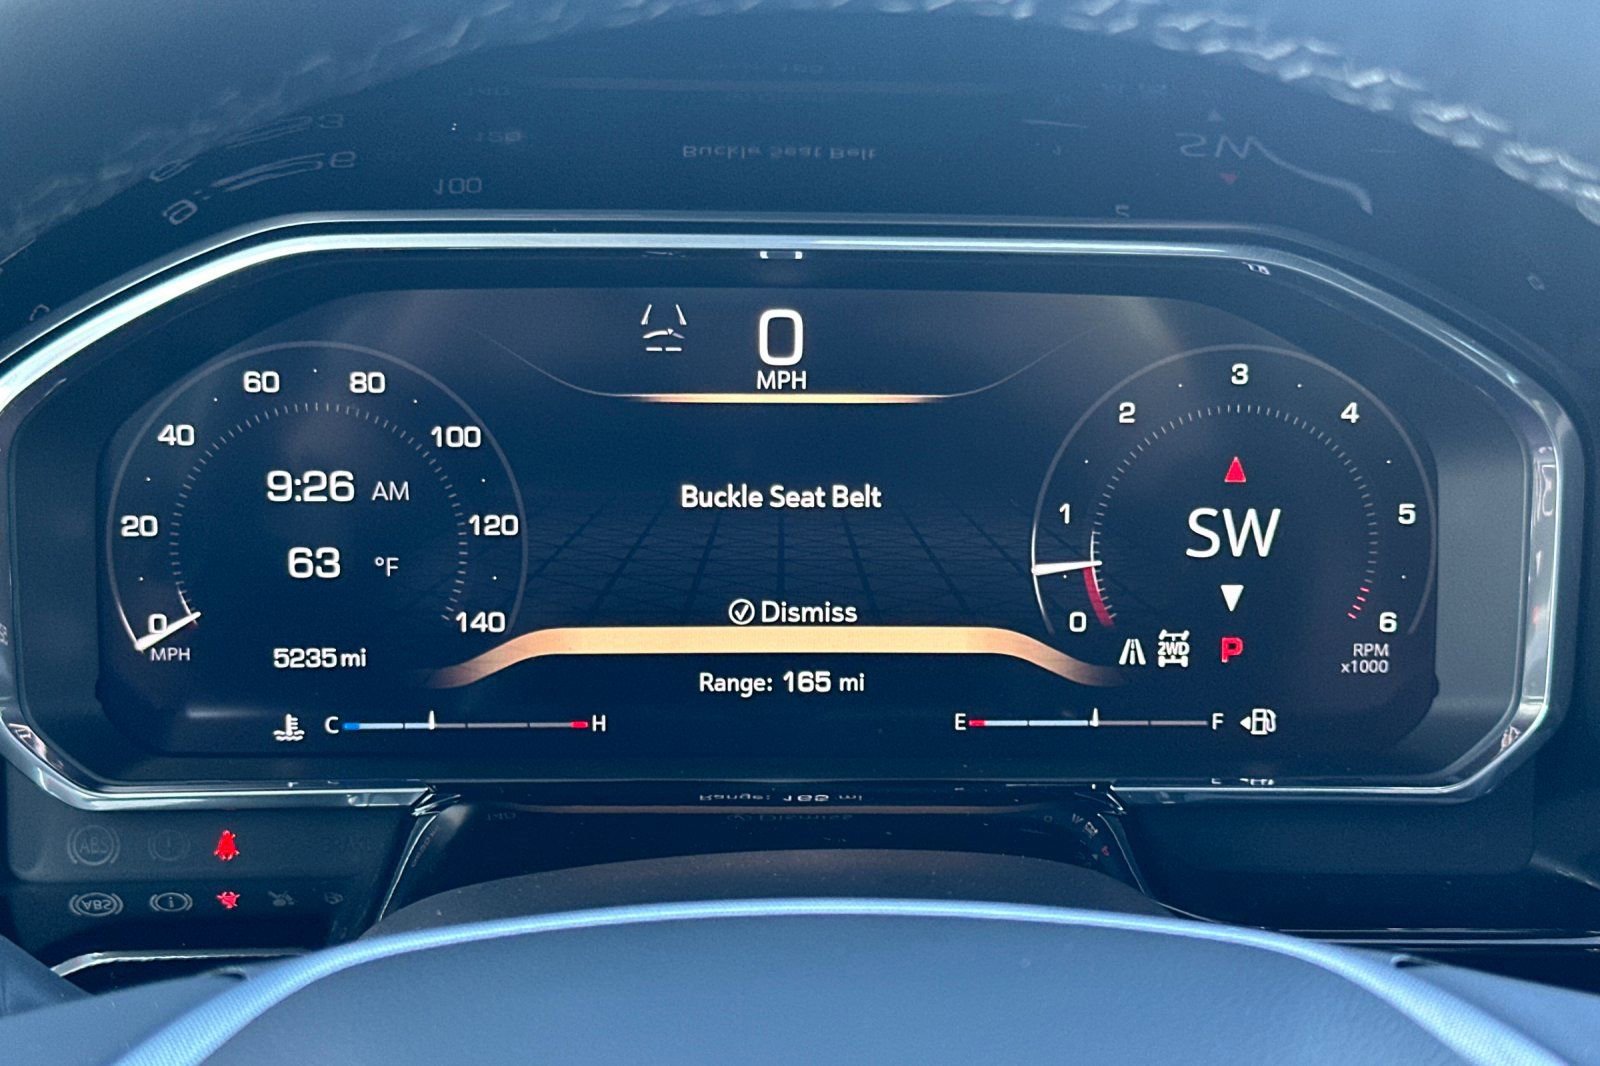 0
MPH
60 80
40 100
20 120
0 140
MPH
9:26 AM
63 °F
5235 mi
Buckle Seat Belt
Dismiss
Range: 165 mi
C H
E F
3
2 4
1 5
0 6
SW
2WD
P
RPM
x1000
ABS